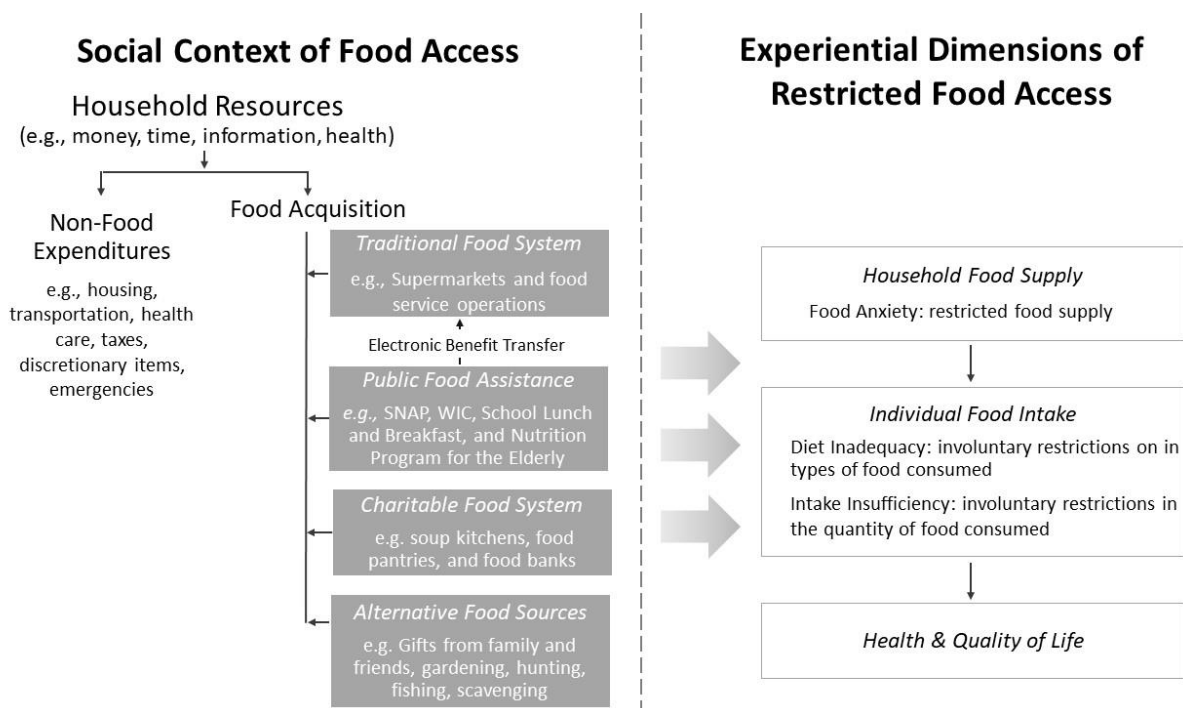 Social Context of Food Access
Household Resources
(e.g., money, time, information, health)
Non-Food
Expenditures
e.g., housing,
transportation, health
care, taxes,
discretionary items,
emergencies
Food Acquisition
Traditional Food System
e.g., Supermarkets and food
service operations
Electronic Benefit Transfer
Public Food Assistance
e.g., SNAP, WIC, School Lunch
and Breakfast, and Nutrition
Program for the Elderly
Charitable Food System
e.g. soup kitchens, food
pantries, and food banks
Alternative Food Sources
e.g. Gifts from family and
friends, gardening, hunting,
fishing, scavenging
Experiential Dimensions of
Restricted Food Access
Household Food Supply
Food Anxiety: restricted food supply
Individual Food Intake
Diet Inadequacy: involuntary restrictions on in
types of food consumed
Intake Insufficiency: involuntary restrictions in
the quantity of food consumed
Health & Quality of Life